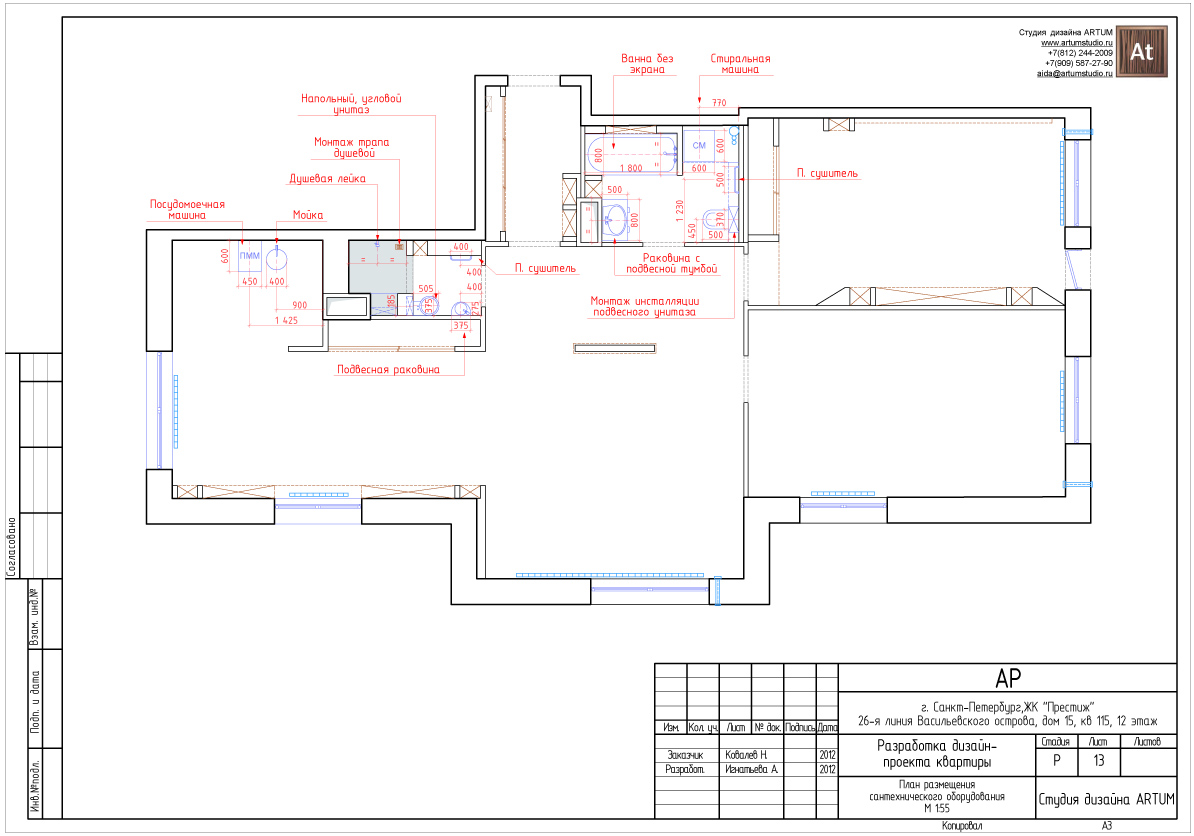 Студия дизайна ARTUM
www.artumstudio.ru
+7(812) 244-2009
+7(909) 587-27-90
aida@artumstudio.ru
At
Ванна без
экрана
Стиральная
машина
770
Напольный, угловой
унитаз
Монтаж трапа
душевой
Душевая лейка
Посудомоечная
машина
Мойка
СМ
600
800
1 800
600
500
П. сушитель
500
800
1 230
450
370
500
Раковина с
подвесной тумбой
П. сушитель
Монтаж инсталляции
подвесного унитаза
400
400
400
275
505
375
385
375
Подвесная раковина
600
ПММ
450
400
900
1 425
Согласовано
Взам. инд.№
Подп. и дата
Инв.№подл.
АР
г. Санкт-Петербург,ЖК "Престиж"
26-я линия Васильевского острова, дом 15, кв 115, 12 этаж
Изм.
Кол. уч.
Лист
№ док.
Подпись
Дата
Заказчик
Ковалев Н.
2012
Разработ.
Игнатьева А.
2012
Разработка дизайн-
проекта квартиры
Стадия
Лист
Листов
Р
13
План размещения
сантехнического оборудования
М 1:55
Студия дизайна ARTUM
Копировал
А3